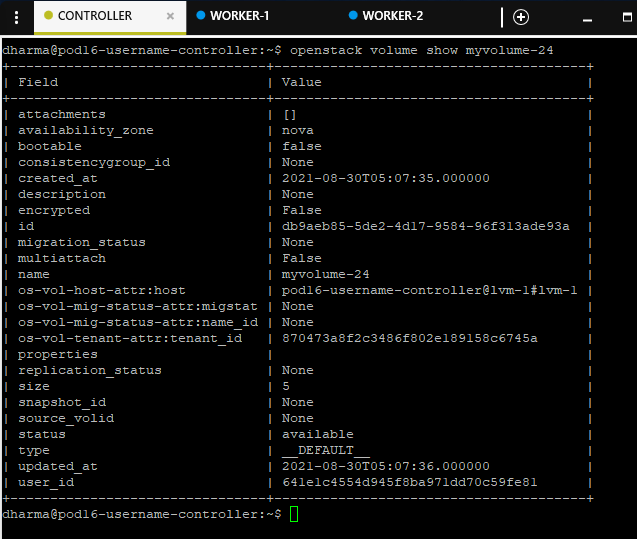 CONTROLLER × WORKER-1 WORKER-2
dharma@pod16-username-controller:~$ openstack volume show myvolume-24
+--------------------------------+--------------------------------------+
| Field | Value |
+--------------------------------+--------------------------------------+
| attachments | [] |
| availability_zone | nova |
| bootable | false |
| consistencygroup_id | None |
| created_at | 2021-08-30T05:07:35.000000 |
| description | None |
| encrypted | False |
| id | db9aeb85-5de2-4d17-9584-96f313ade93a |
| migration_status | None |
| multiattach | False |
| name | myvolume-24 |
| os-vol-host-attr:host | pod16-username-controller@lvm-1#lvm-1 |
| os-vol-mig-status-attr:migstat | None |
| os-vol-mig-status-attr:name_id | None |
| os-vol-tenant-attr:tenant_id | 870473a8f2c3486f802e189158c6745a |
| properties | |
| replication_status | None |
| size | 5 |
| snapshot_id | None |
| source_volid | None |
| status | available |
| type | __DEFAULT__ |
| updated_at | 2021-08-30T05:07:36.000000 |
| user_id | 641e1c4554d945f8ba971dd70c59fe81 |
+--------------------------------+--------------------------------------+
dharma@pod16-username-controller:~$